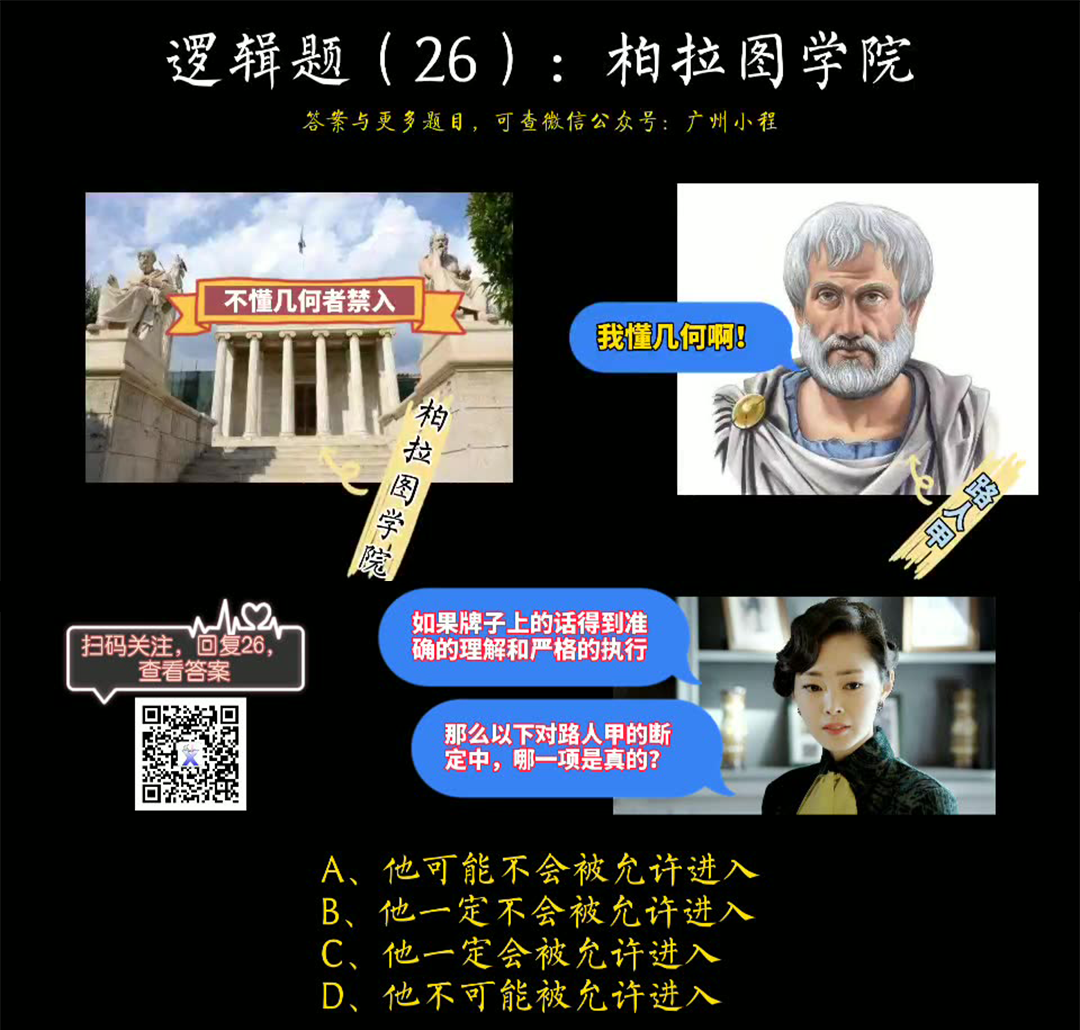 逻辑题（26）：柏拉图学院
答案与更多题目，可查微信公众号：广州小程
不懂几何者禁入
我懂几何啊！
柏拉图学院
路人甲
扫码关注，回复26，
查看答案
如果牌子上的话得到准
确的理解和严格的执行
那么以下对路人甲的断
定中，哪一项是真的？
A、他可能不会被允许进入
B、他一定不会被允许进入
C、他一定会被允许进入
D、他不可能被允许进入